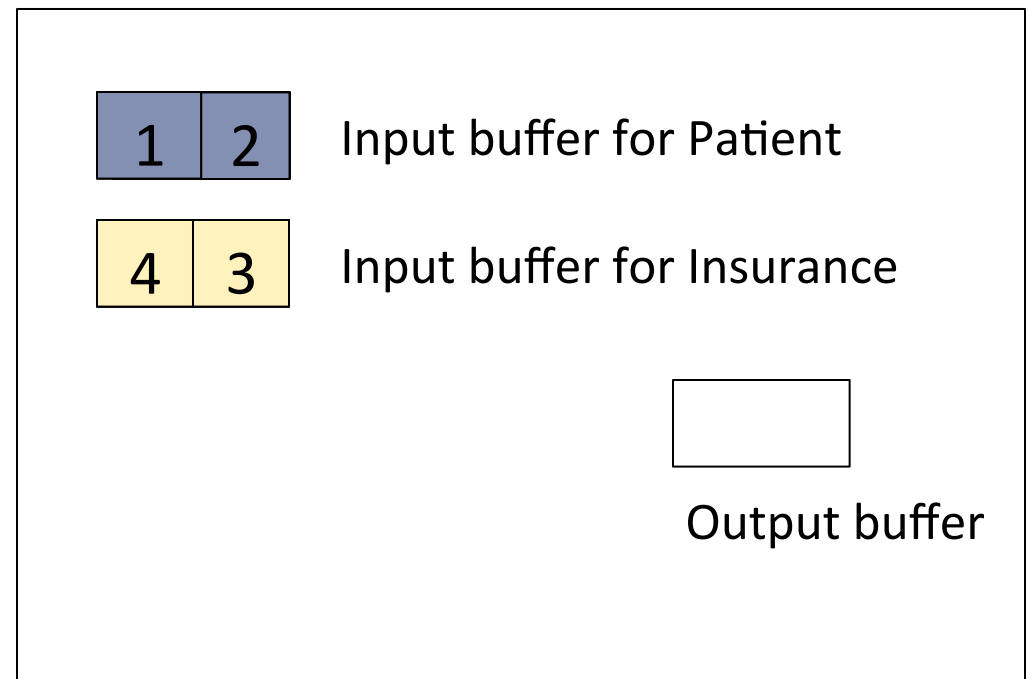 1 2 Input buffer for Patient
4 3 Input buffer for Insurance
Output buffer